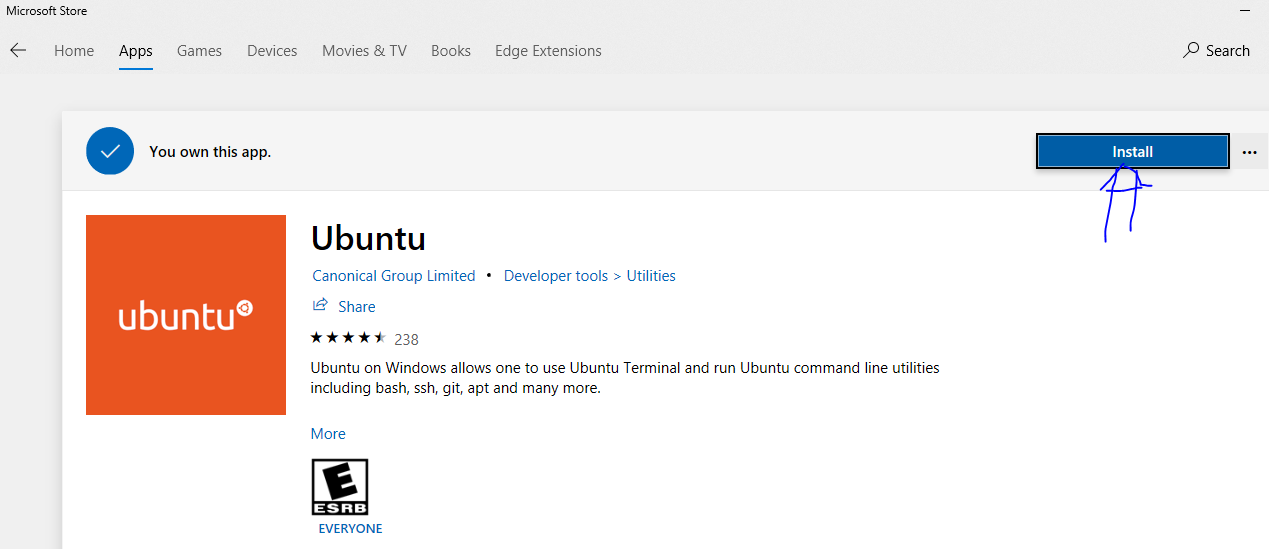 Microsoft Store
Home Apps Games Devices Movies & TV Books Edge Extensions Search
You own this app. Install ...
ubuntu
Ubuntu
Canonical Group Limited • Developer tools > Utilities
Share
238
Ubuntu on Windows allows one to use Ubuntu Terminal and run Ubuntu command line utilities
including bash, ssh, git, apt and many more.
More
E
ESRB
EVERYONE